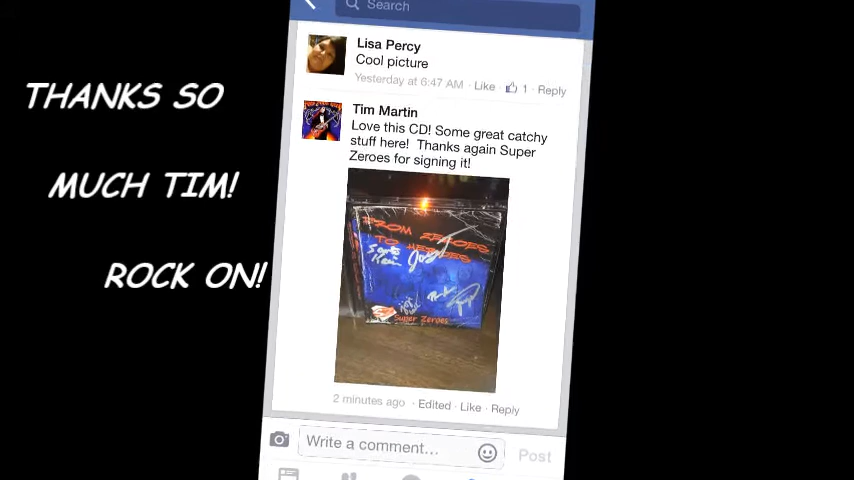 Search
Lisa Percy
Cool picture
Yesterday at 6:47 AM · Like · 1 · Reply
THANKS SO
MUCH TIM!
ROCK ON!
Tim Martin
Love this CD! Some great catchy
stuff here! Thanks again Super
Zeroes for signing it!
FROM ZEROES
TO HEROES
Super Zeroes
2 minutes ago · Edited · Like · Reply
Write a comment...
Post